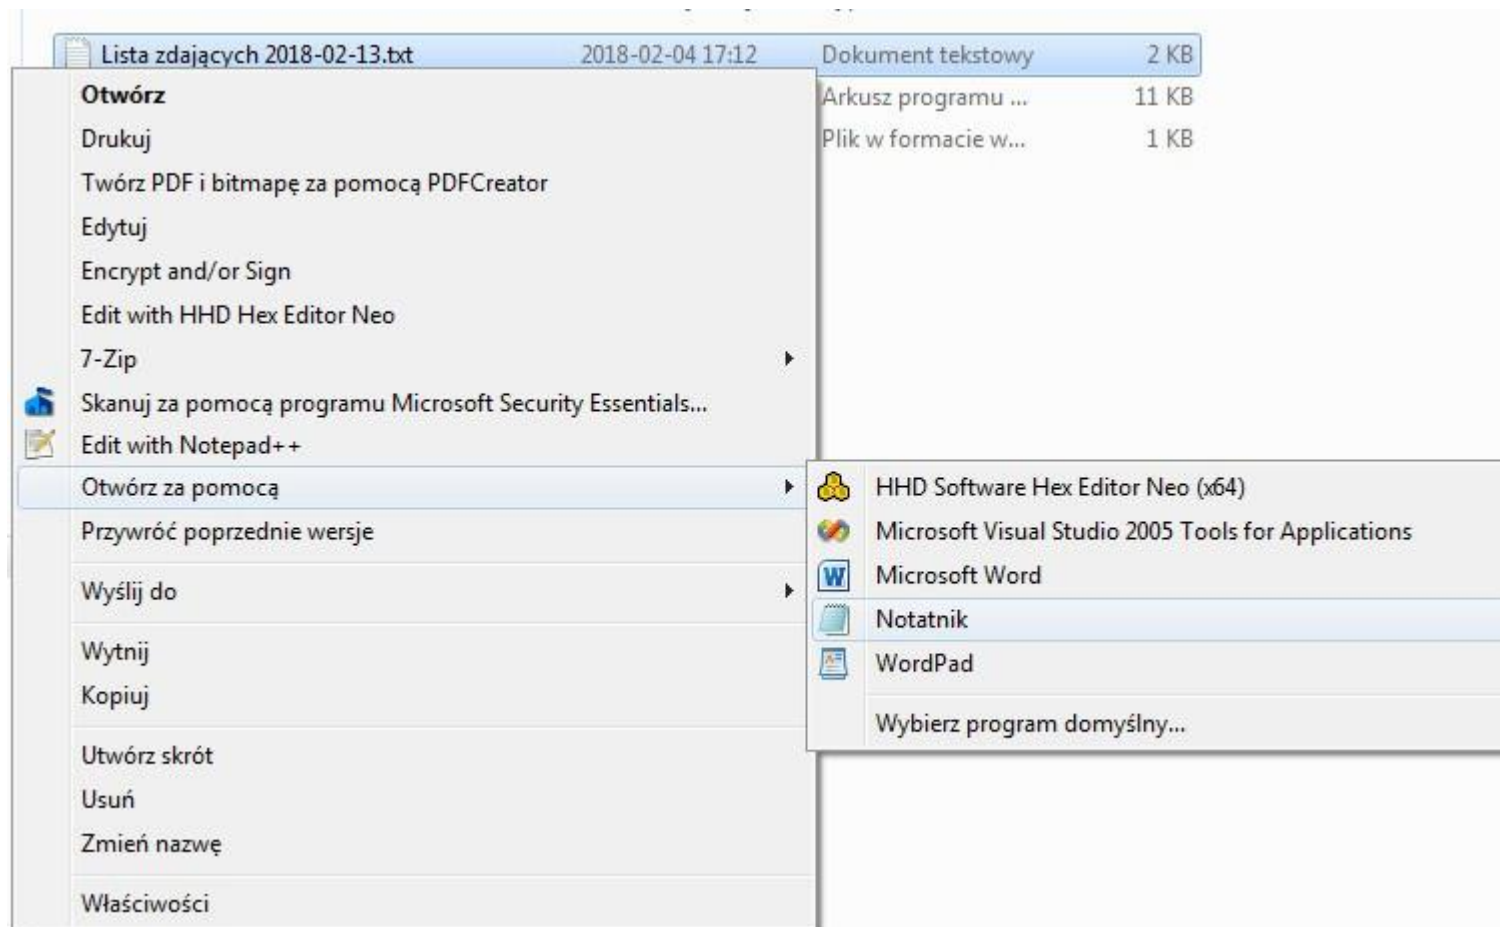 Lista zdających 2018-02-13.txt 2018-02-04 17:12 Dokument tekstowy 2 KB
Arkusz programu ... 11 KB
Plik w formacie w... 1 KB
Otwórz
Drukuj
Twórz PDF i bitmapę za pomocą PDFCreator
Edytuj
Encrypt and/or Sign
Edit with HHD Hex Editor Neo
7-Zip
Skanuj za pomocą programu Microsoft Security Essentials...
Edit with Notepad++
Otwórz za pomocą
Przywróć poprzednie wersje
Wyślij do
Wytnij
Kopiuj
Utwórz skrót
Usuń
Zmień nazwę
Właściwości
HHD Software Hex Editor Neo (x64)
Microsoft Visual Studio 2005 Tools for Applications
Microsoft Word
Notatnik
WordPad
Wybierz program domyślny...